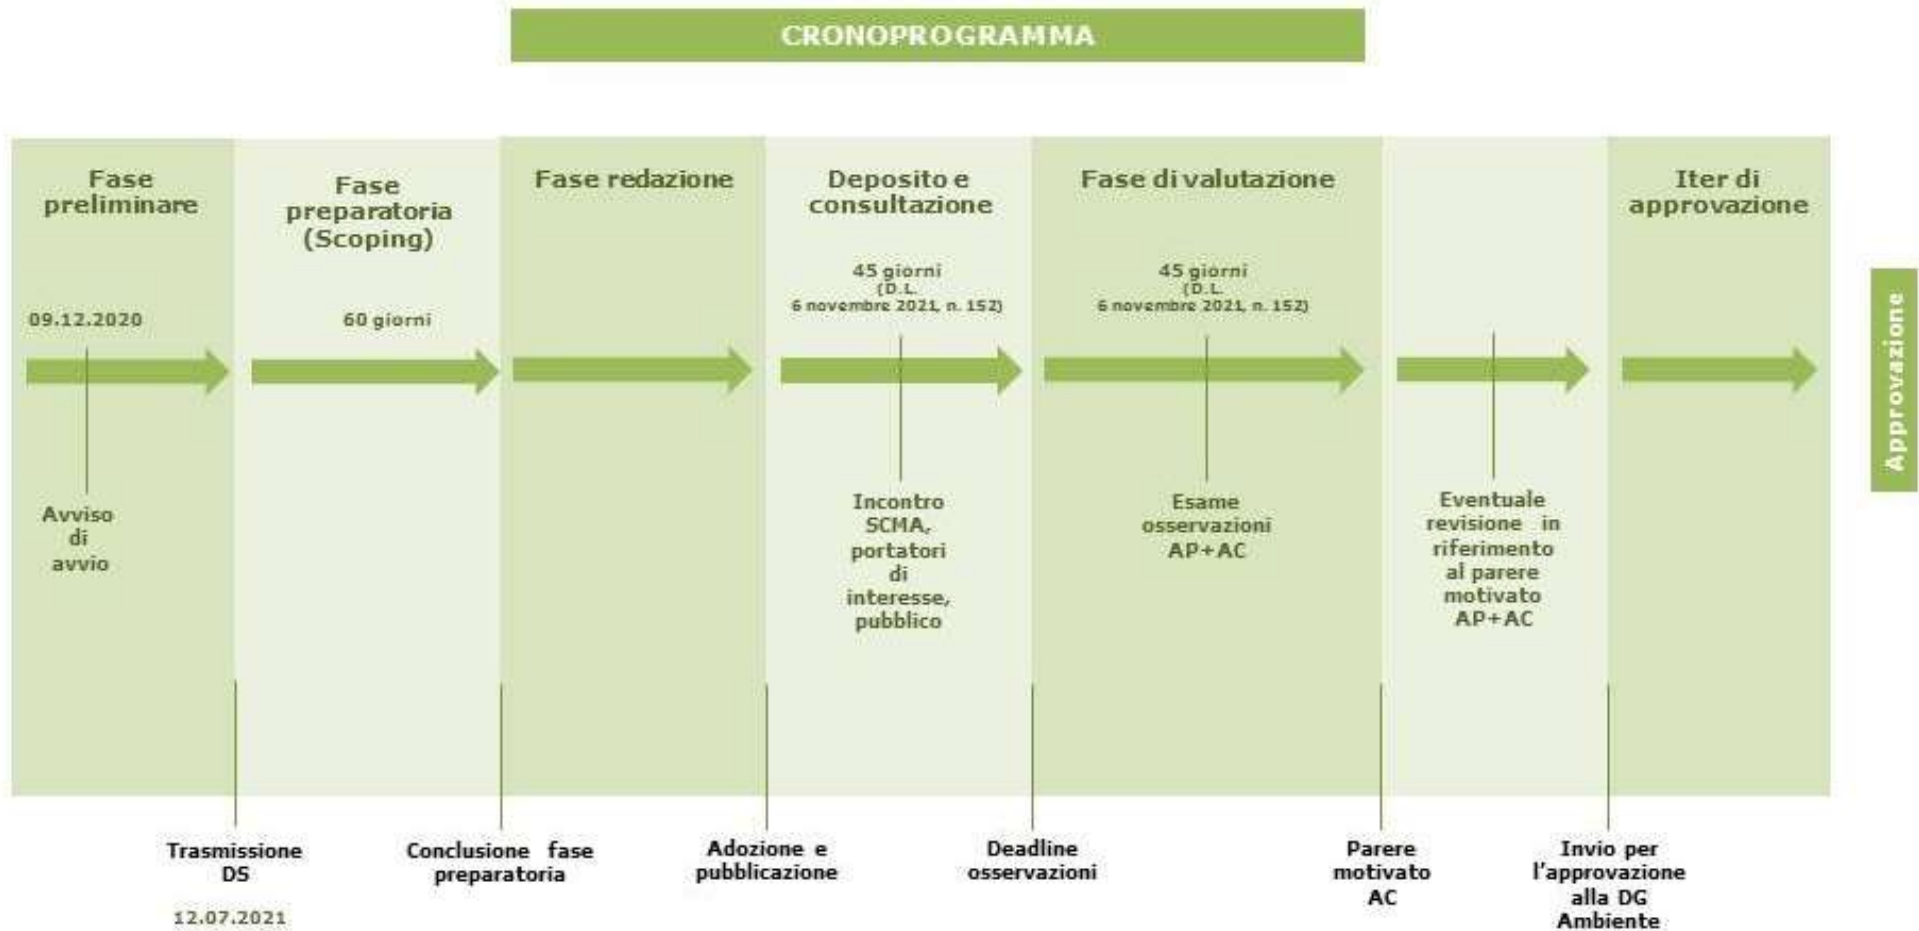 CRONOPROGRAMMA
Fase
preliminare
09.12.2020
Avviso
di
avvio
Fase
preparatoria
(Scoping)
60 giorni
Fase redazione
Deposito e
consultazione
45 giorni
(D.L.
6 novembre 2021, n. 152)
Incontro
SCMA,
portatori
di
interesse,
pubblico
Fase di valutazione
45 giorni
(D.L.
6 novembre 2021, n. 152)
Esame
osservazioni
AP+AC
Eventuale
revisione in
riferimento
al parere
motivato
AP+AC
Iter di
approvazione
Approvazione
Trasmissione
DS
12.07.2021
Conclusione fase
preparatoria
Adozione e
pubblicazione
Deadline
osservazioni
Parere
motivato
AC
Invio per
l'approvazione
alla DG
Ambiente